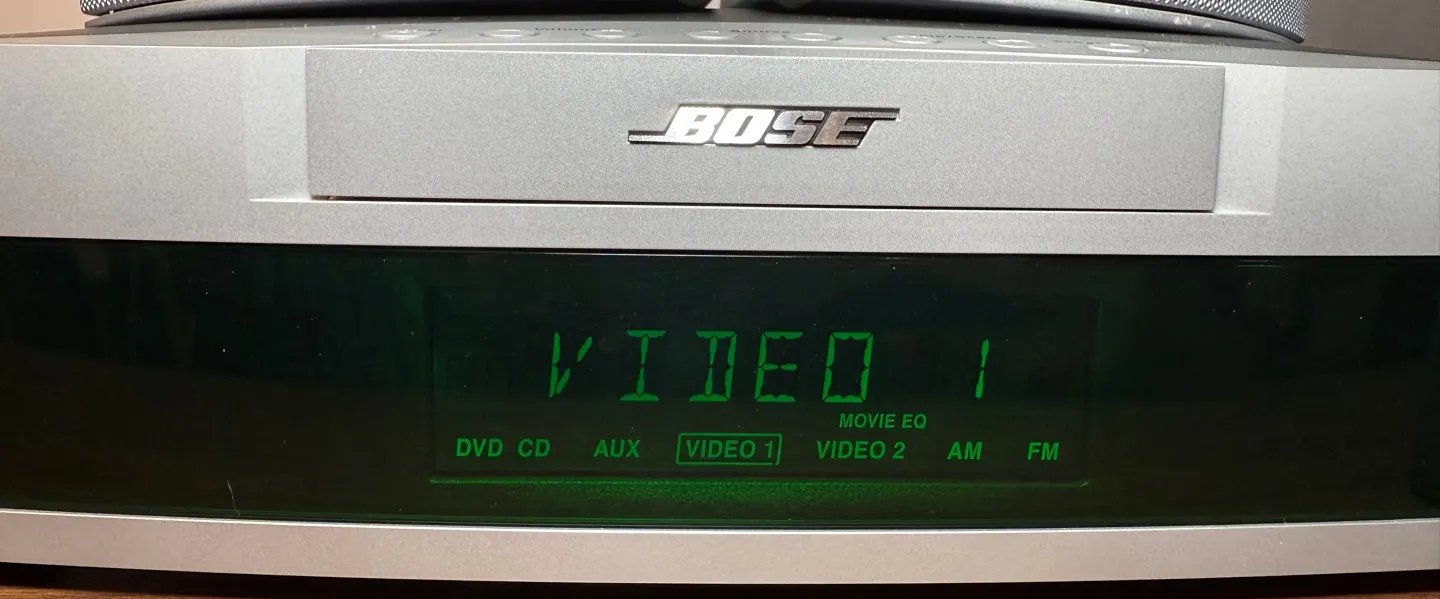 BOSE
VIDEO 1
MOVIE EQ
DVD CD AUX VIDEO 1 VIDEO 2 AM FM